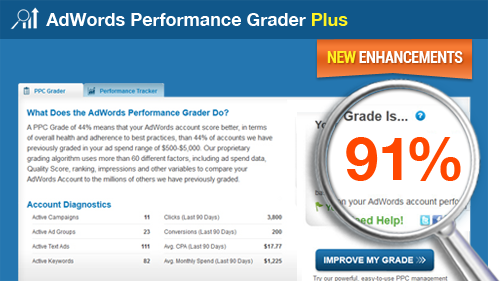 AdWords Performance Grader Plus
NEW ENHANCEMENTS
PPC Grader
Performance Tracker
What Does the AdWords Performance Grader Do?
A PPC Grade of 44% means that your AdWords account score better, in terms
of overall health and adherence to best practices, than 44% of accounts we
have previously graded in your ad spend range of $500-$5,000. Our proprietary
grading algorithm uses more than 60 different factors, including ad spend data,
Quality Score, ranking, impressions and other variables to compare your
AdWords Account to the millions of others we have previously graded.
Account Diagnostics
Active Campaigns 11 Clicks (Last 90 Days) 3,800
Active Ad Groups 23 Conversions (Last 90 Days) 200
Active Text Ads 111 Avg. CPA (Last 90 Days) $17.77
Active Keywords 82 Avg. Monthly Spend (Last 90 Days) $1,225
Grade Is... ?
91%
on your AdWords account perfo
eed Help!
IMPROVE MY GRADE
Try our powerful, easy-to-use PPC management